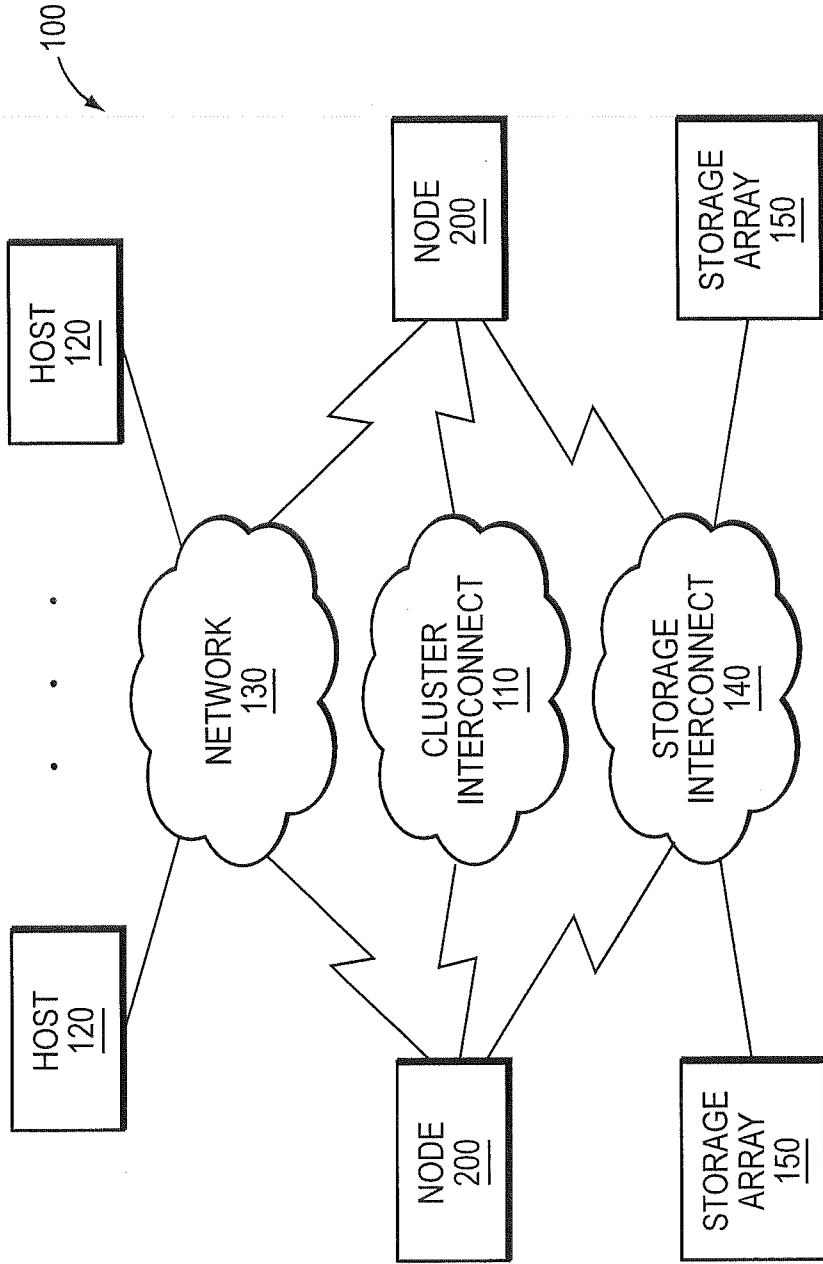 100
HOST
120
HOST
120
NETWORK
130
NODE
200
CLUSTER
INTERCONNECT
110
NODE
200
STORAGE
ARRAY
150
STORAGE
INTERCONNECT
140
STORAGE
ARRAY
150